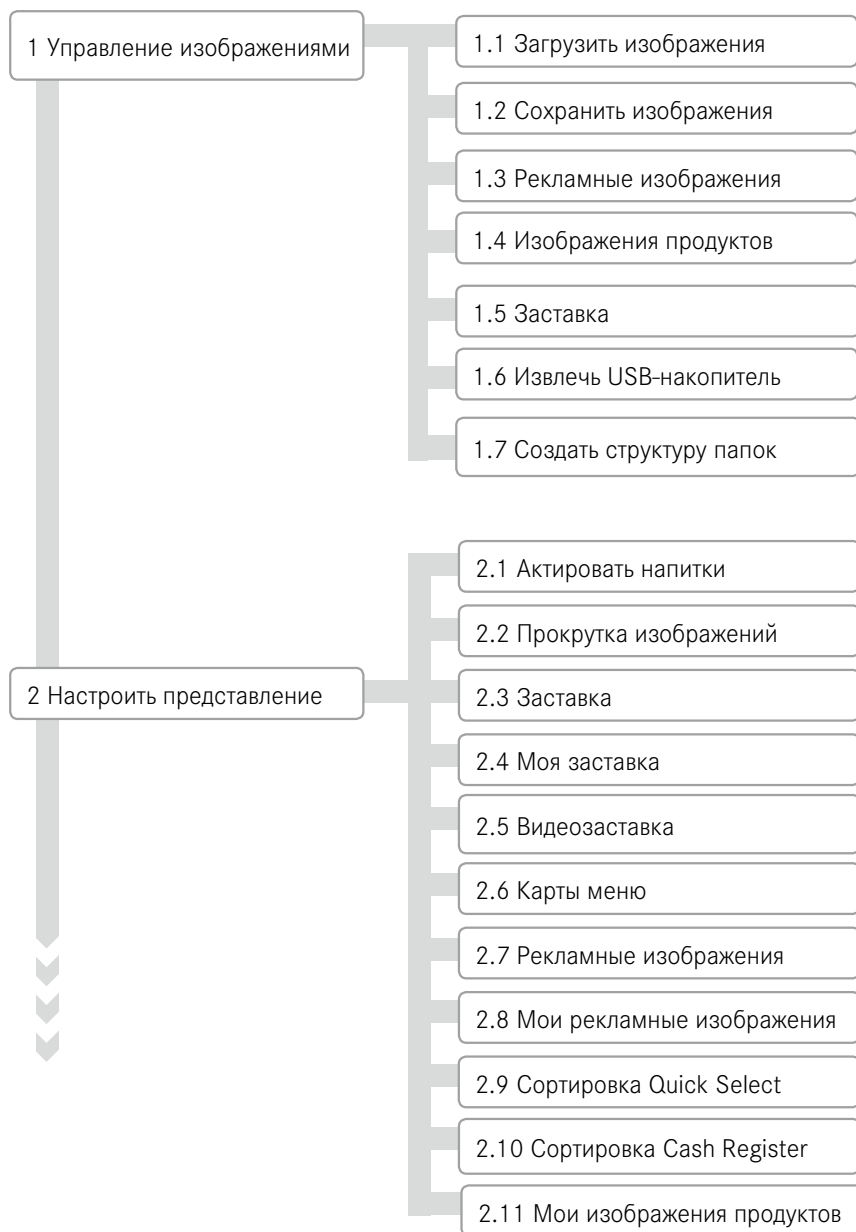 1 Управление изображениями
1.1 Загрузить изображения
1.2 Сохранить изображения
1.3 Рекламные изображения
1.4 Изображения продуктов
1.5 Заставка
1.6 Извлечь USB-накопитель
1.7 Создать структуру папок
2 Настроить представление
2.1 Актировать напитки
2.2 Прокрутка изображений
2.3 Заставка
2.4 Моя заставка
2.5 Видеозаставка
2.6 Карты меню
2.7 Рекламные изображения
2.8 Мои рекламные изображения
2.9 Сортировка Quick Select
2.10 Сортировка Cash Register
2.11 Мои изображения продуктов